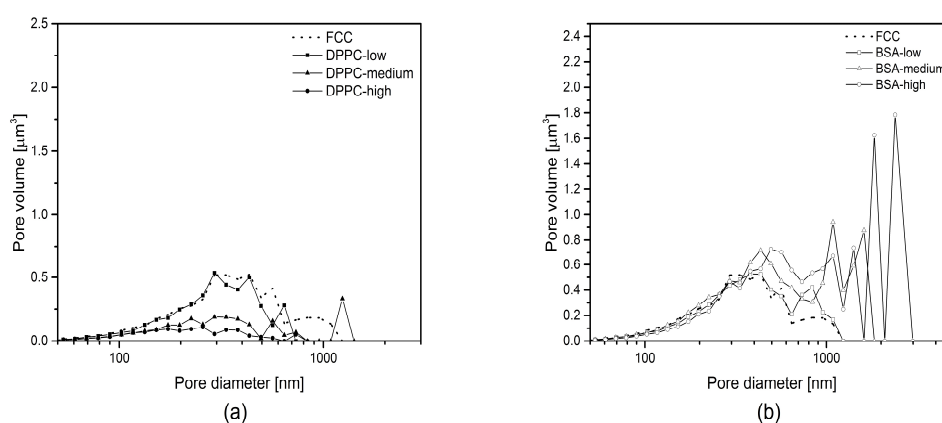 2.5
2.0
1.5
1.0
0.5
0.0
Pore volume [µm³]
FCC
DPPC-low
DPPC-medium
DPPC-high
100
1000
Pore diameter [nm]
(a)
2.4
2.2
2.0
1.8
1.6
1.4
1.2
1.0
0.8
0.6
0.4
0.2
0.0
Pore volume [µm³]
FCC
BSA-low
BSA-medium
BSA-high
100
1000
Pore diameter [nm]
(b)